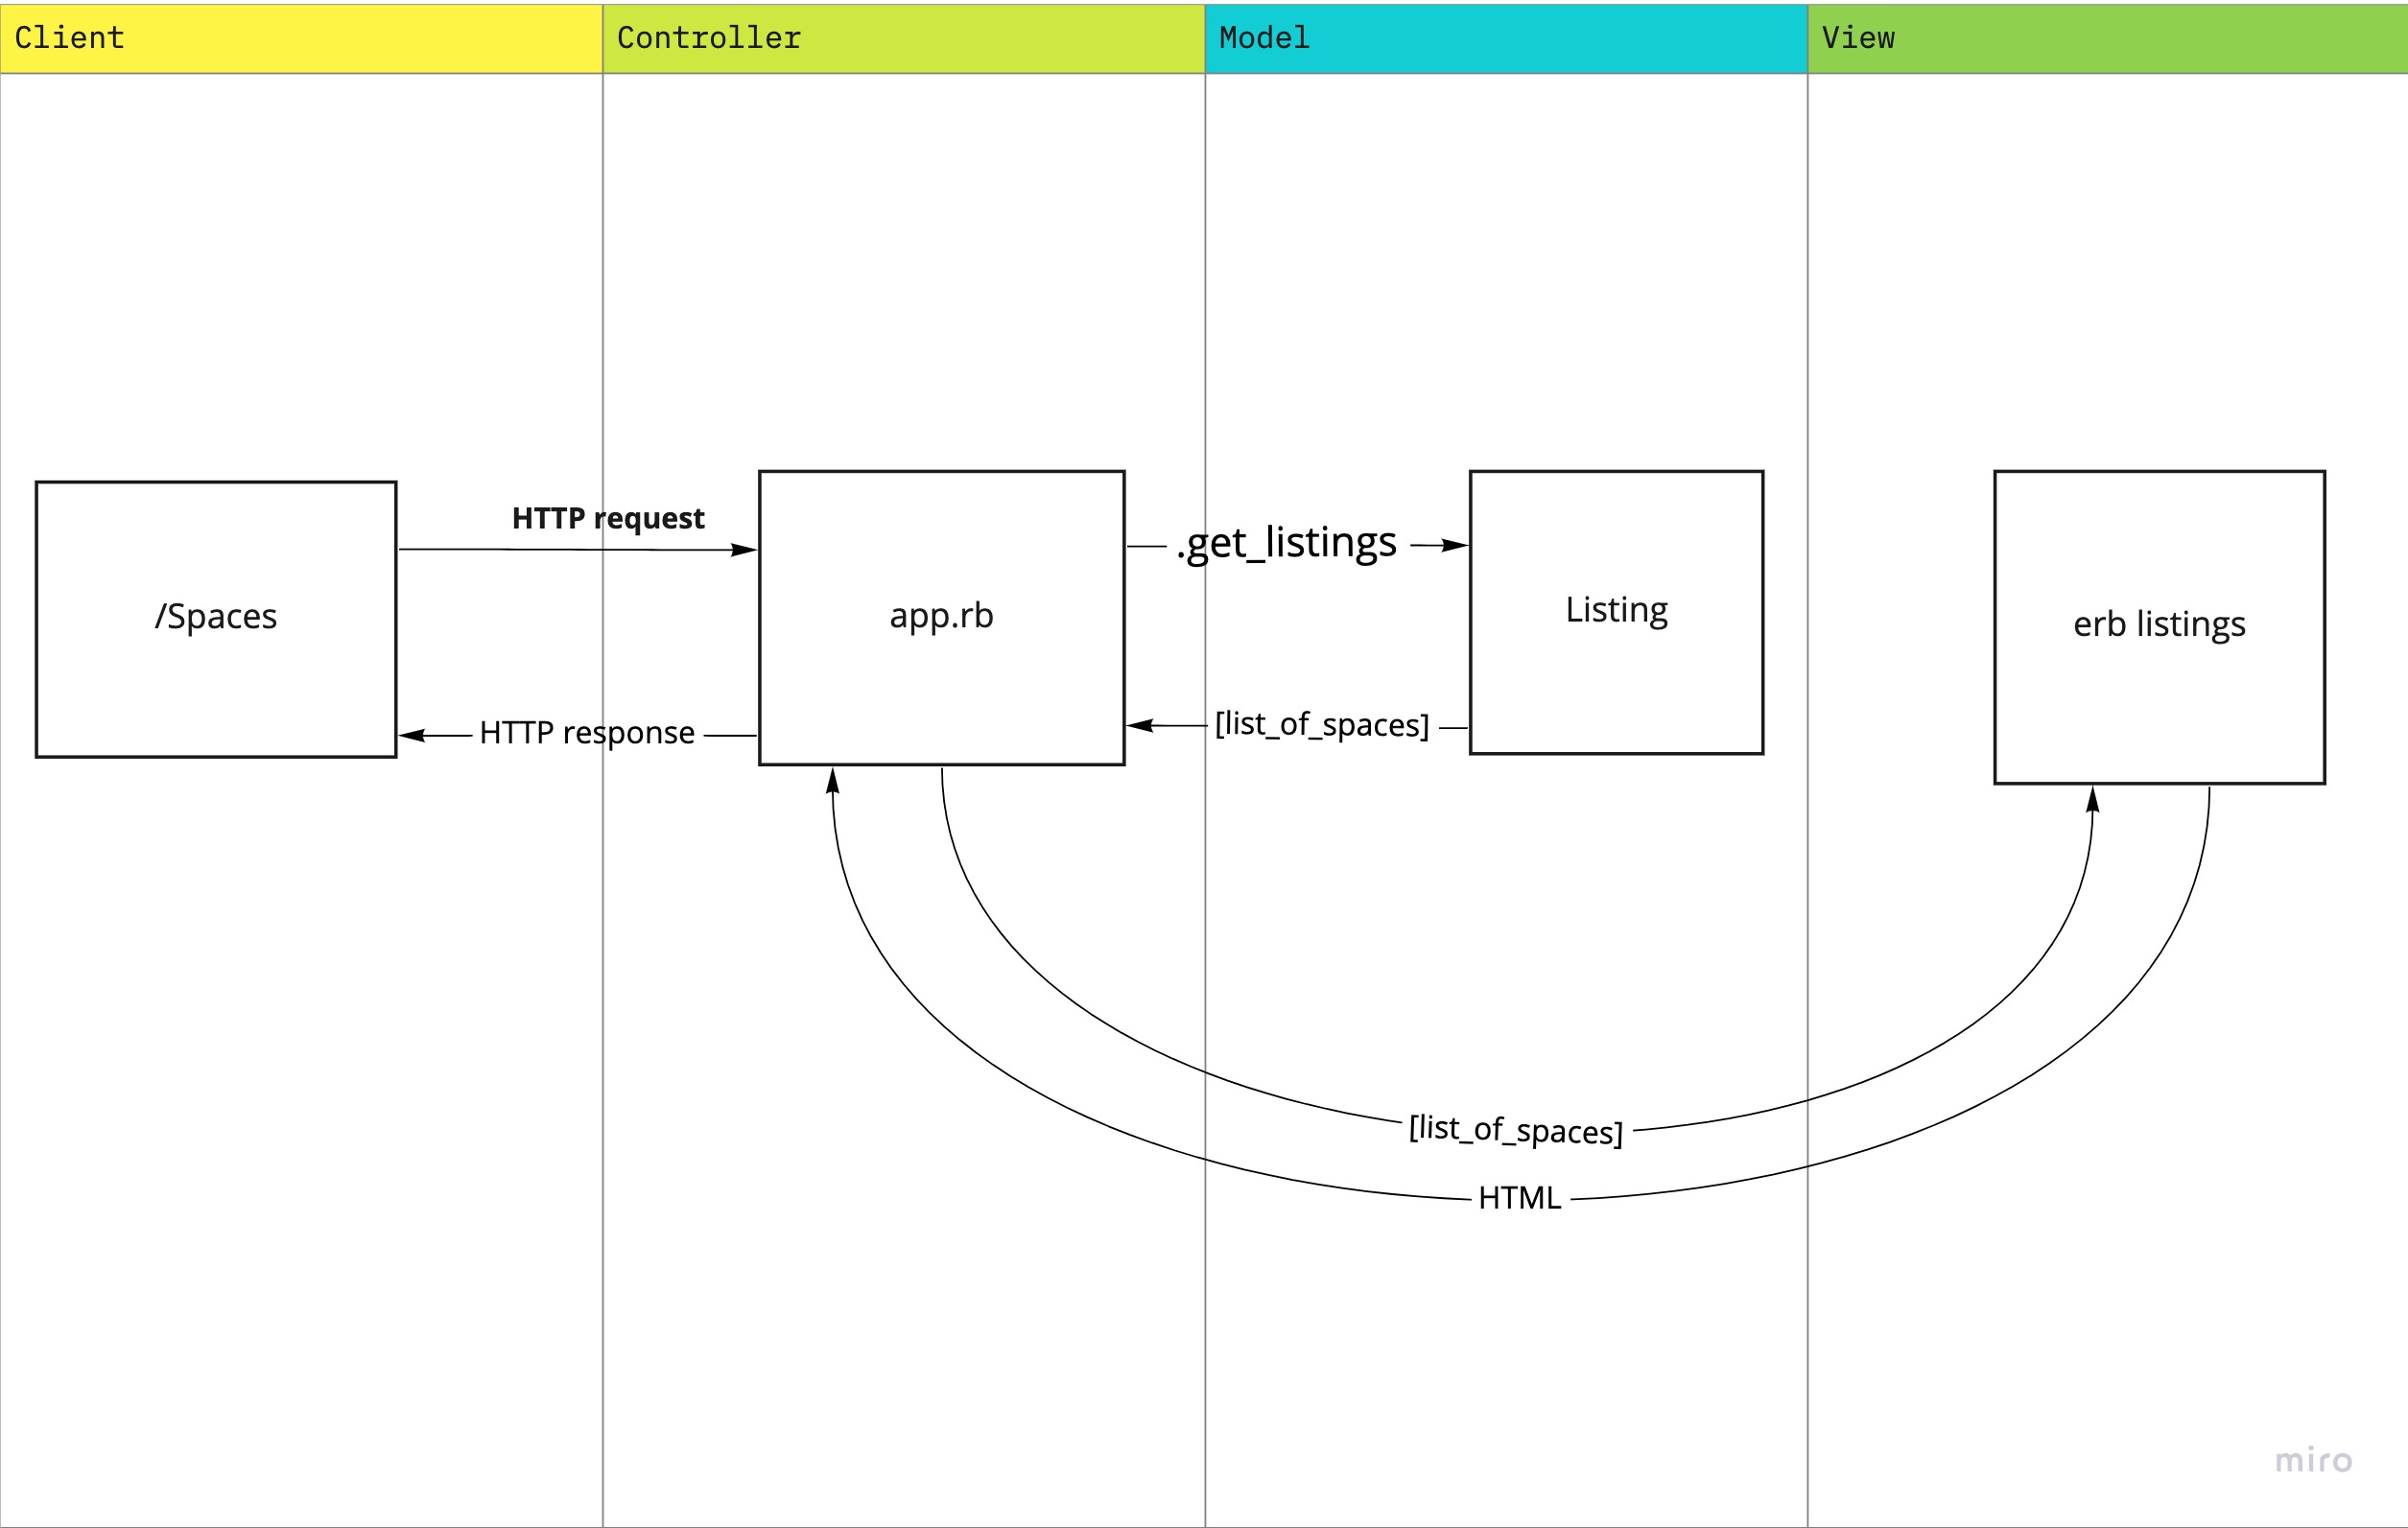 Client
Controller
Model
View
HTTP request
.get_listings
/Spaces
app.rb
Listing
erb listings
HTTP response
[list_of_spaces]
[list_of_spaces]
HTML
miro